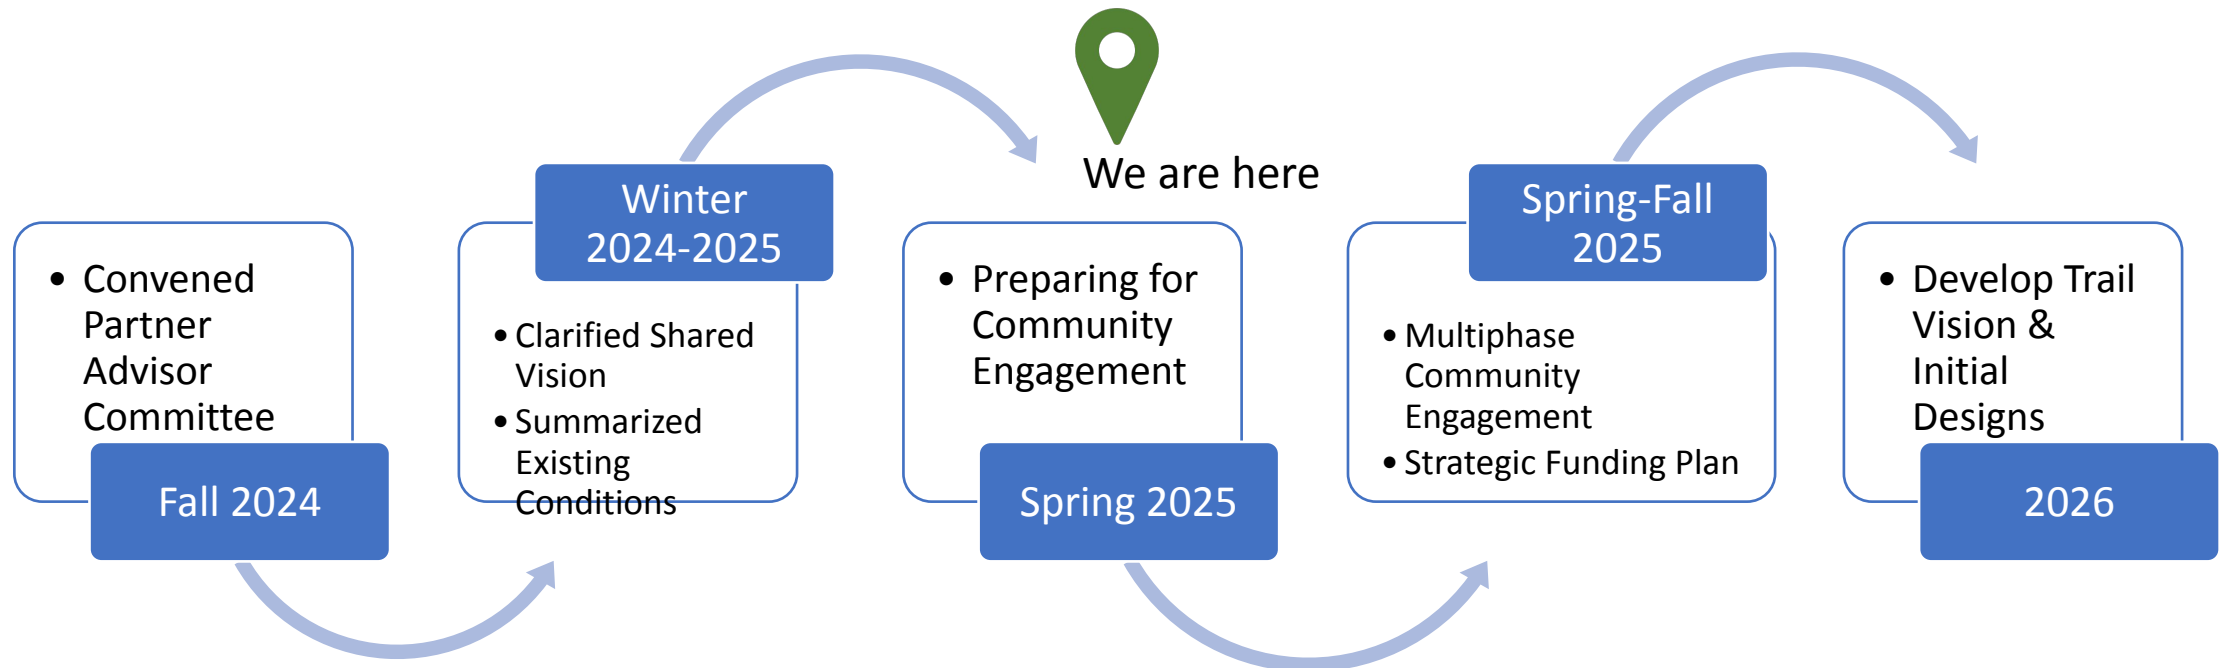 • Convened
Partner
Advisor
Committee
Fall 2024
Winter
2024-2025
• Clarified Shared
Vision
• Summarized
Existing
Conditions
We are here
• Preparing for
Community
Engagement
Spring 2025
Spring-Fall
2025
• Multiphase
Community
Engagement
• Strategic Funding Plan
• Develop Trail
Vision &
Initial
Designs
2026